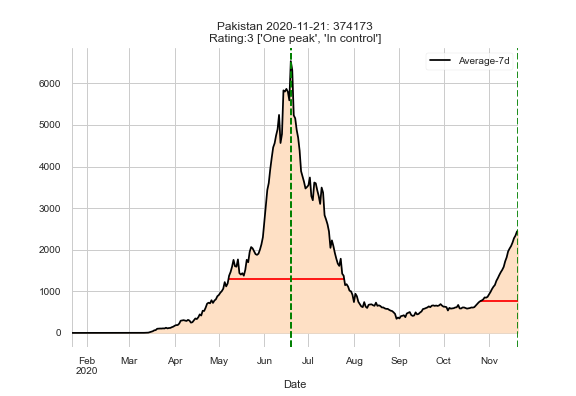 Pakistan 2020-11-21: 374173
Rating:3 ['One peak', 'In control']
Average-7d
6000
5000
4000
3000
2000
1000
0
Feb Mar Apr May Jun Jul Aug Sep Oct Nov
2020
Date